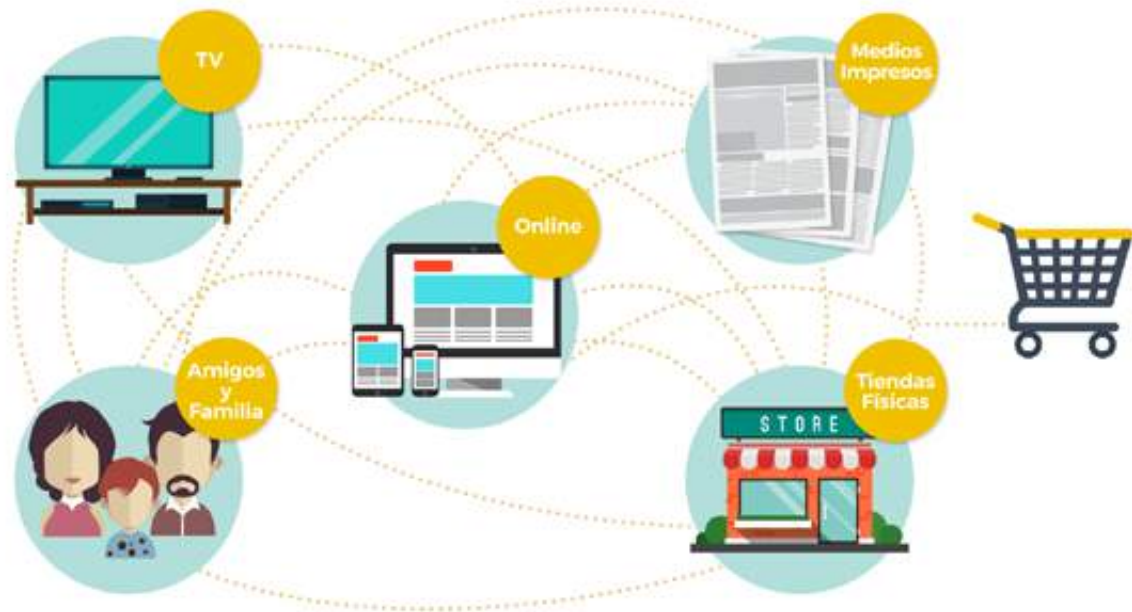 TV
Medios
Impresos
Online
Amigos
y
Familia
Tiendas
Físicas
STORE